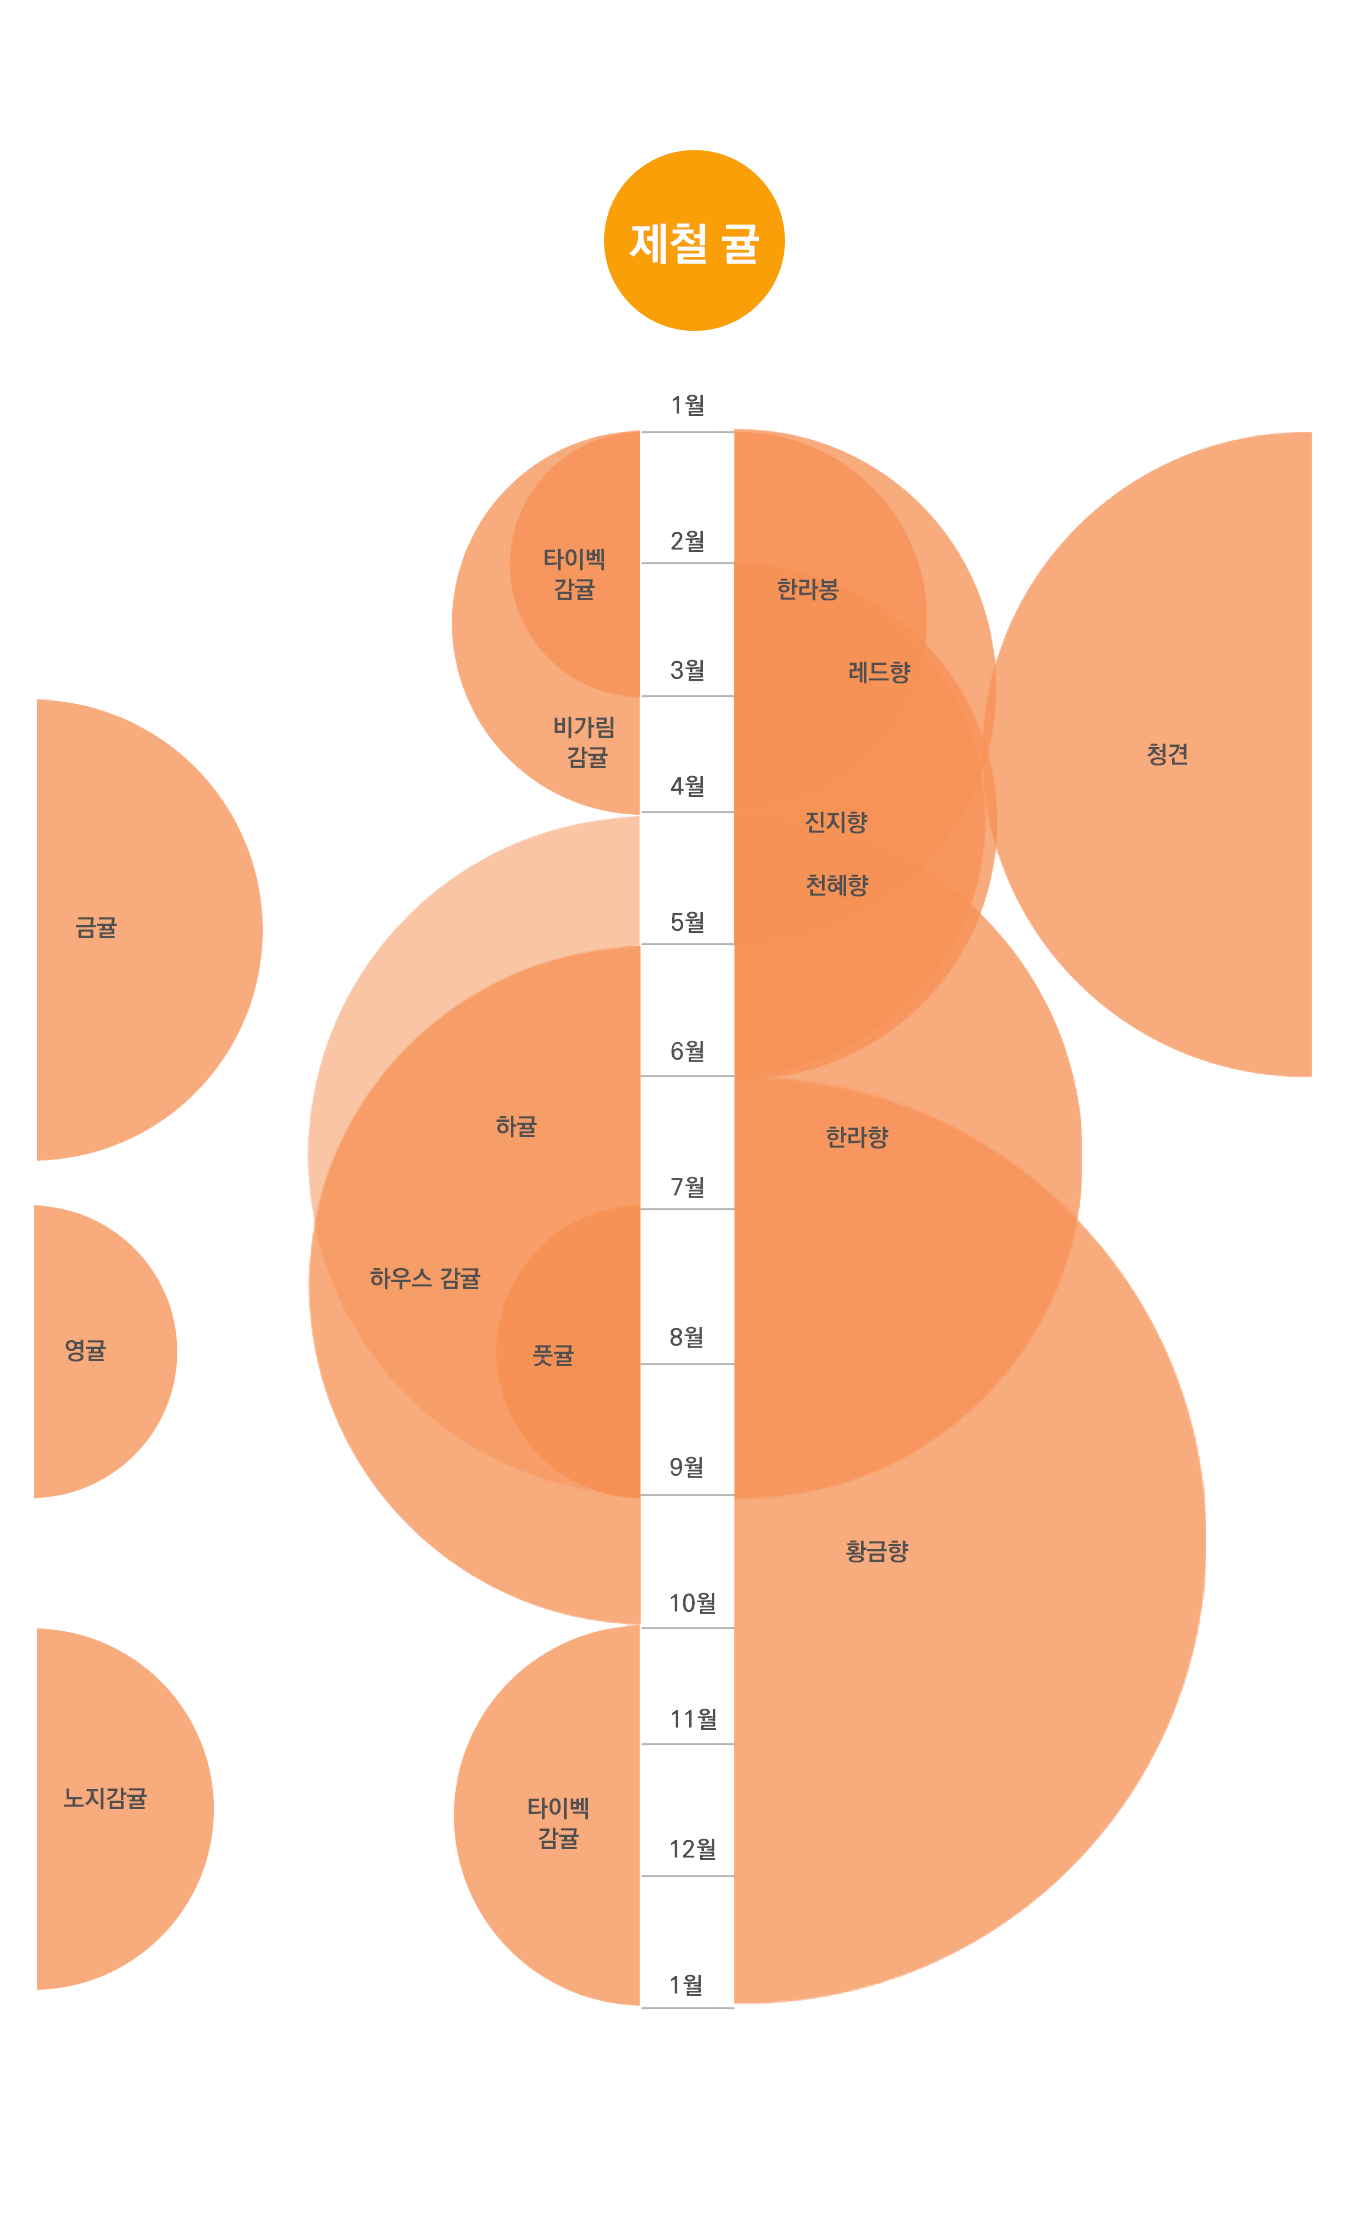 제철 귤
1월
2월
타이벡
감귤
한라봉
3월
레드향
비가림
감귤
청견
4월
진지향
천혜향
금귤
5월
6월
하귤
한라향
7월
하우스 감귤
8월
영귤
풋귤
9월
황금향
10월
11월
노지감귤
타이벡
감귤
12월
1월